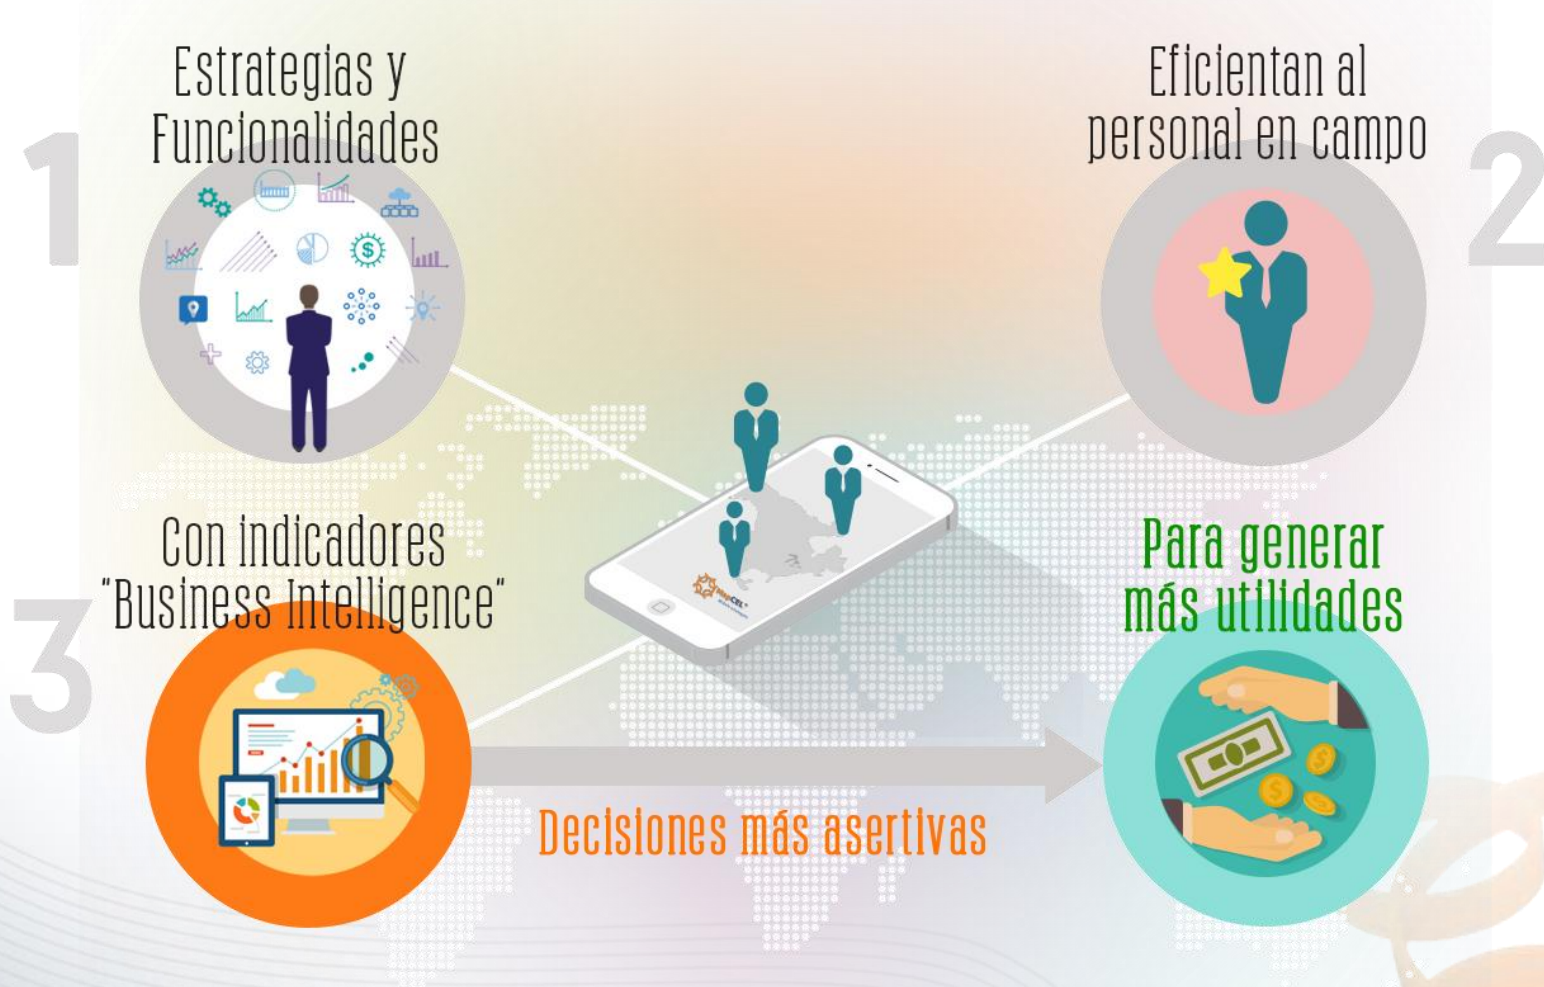 1
Estrategias y
Funcionalidades
2
Eficientan al
personal en campo
3
Con indicadores
"Business Intelligence"
MapCEL
Para generar
más utilidades
Decisiones más asertivas